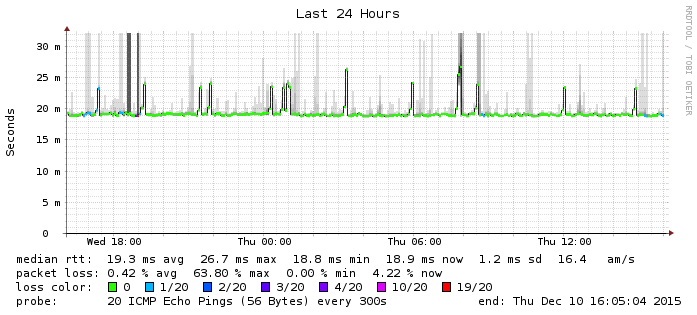 Last 24 Hours
RRDTOOL / TOBI OETIKER
Seconds
30 m
25 m
20 m
15 m
10 m
5 m
0
Wed 18:00 Thu 00:00 Thu 06:00 Thu 12:00
median rtt: 19.3 ms avg 26.7 ms max 18.8 ms min 18.9 ms now 1.2 ms sd 16.4 am/s
packet loss: 0.42 % avg 63.80 % max 0.00 % min 4.22 % now
loss color: 0 1/20 2/20 3/20 4/20 10/20 19/20
probe: 20 ICMP Echo Pings (56 Bytes) every 300s end: Thu Dec 10 16:05:04 2015